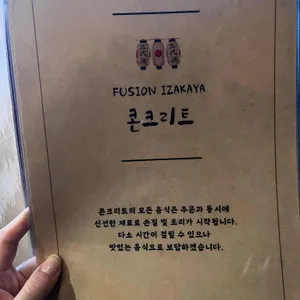 FUSION IZAKAYA
콘크리트
콘크리트의 모든 음식은 주문과 동시에
신선한 재료로 손질 및 조리가 시작됩니다.
다소 시간이 걸릴 수 있으나
맛있는 음식으로 보답하겠습니다.